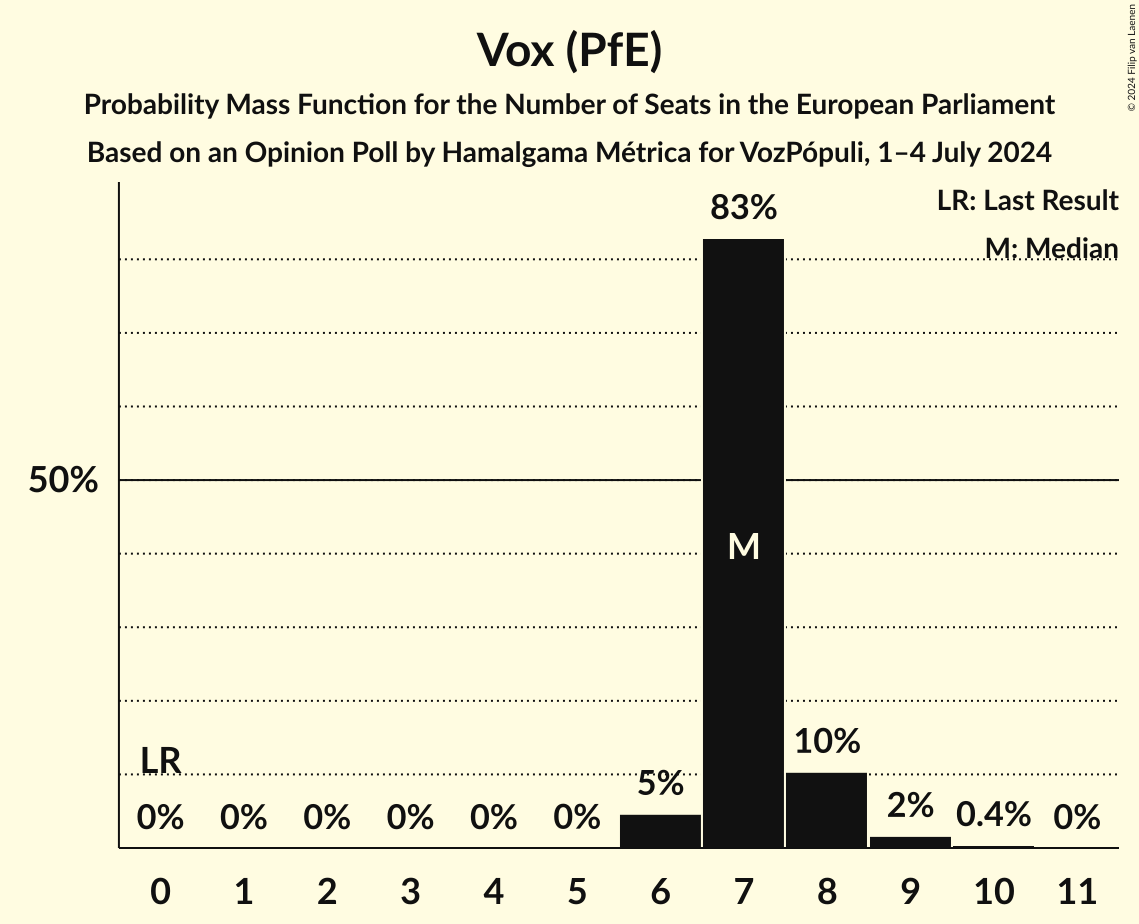 Vox (PfE)
Probability Mass Function for the Number of Seats in the European Parliament
Based on an Opinion Poll by Hamalgama Métrica for VozPópuli, 1–4 July 2024
© 2024 Filip van Laenen
LR: Last Result
M: Median
83%
50%
M
LR
0% 0% 0% 0% 0% 0% 5% 10% 2% 0.4% 0%
0 1 2 3 4 5 6 7 8 9 10 11